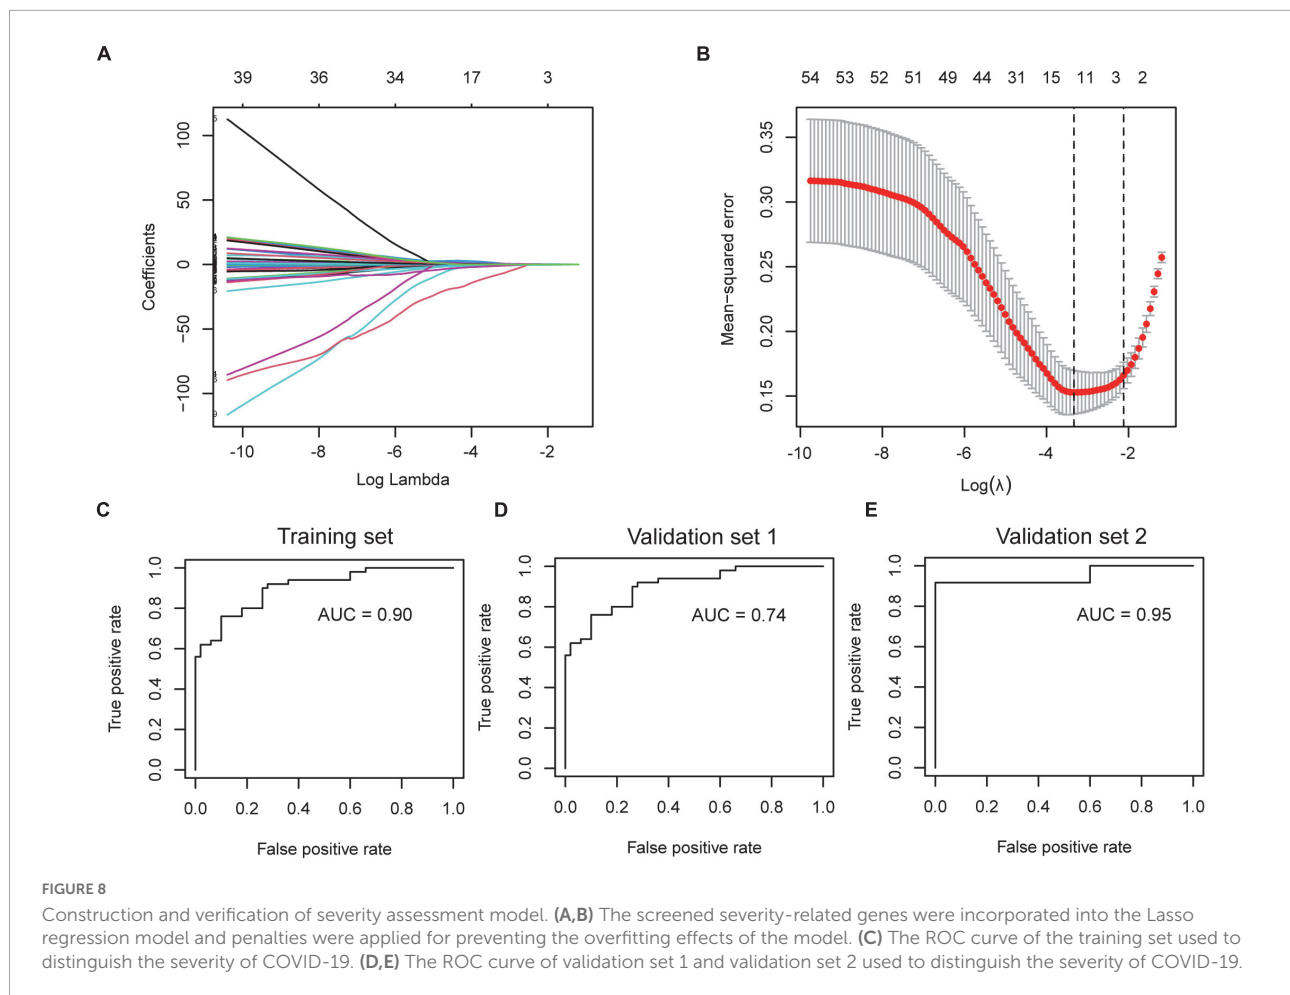 A
39 36 34 17 3
100
50
0
−50
−100
Coefficients
-10 -8 -6 -4 -2
Log Lambda
B
54 53 52 51 49 44 31 15 11 3 2
0.35
0.30
0.25
0.20
0.15
Mean−squared error
-10 -8 -6 -4 -2
Log(λ)
C
Training set
1.0
0.8
0.6
0.4
0.2
0.0
True positive rate
AUC = 0.90
0.0 0.2 0.4 0.6 0.8 1.0
False positive rate
D
Validation set 1
1.0
0.8
0.6
0.4
0.2
0.0
True positive rate
AUC = 0.74
0.0 0.2 0.4 0.6 0.8 1.0
False positive rate
E
Validation set 2
1.0
0.8
0.6
0.4
0.2
0.0
True positive rate
AUC = 0.95
0.0 0.2 0.4 0.6 0.8 1.0
False positive rate
FIGURE 8
Construction and verification of severity assessment model. (A,B) The screened severity-related genes were incorporated into the Lasso
regression model and penalties were applied for preventing the overfitting effects of the model. (C) The ROC curve of the training set used to
distinguish the severity of COVID-19. (D,E) The ROC curve of validation set 1 and validation set 2 used to distinguish the severity of COVID-19.